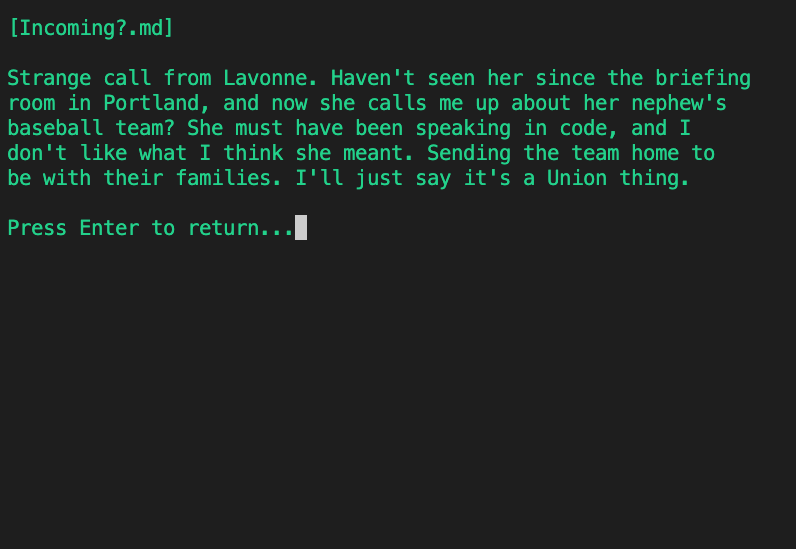 [Incoming?.md]
Strange call from Lavonne. Haven't seen her since the briefing
room in Portland, and now she calls me up about her nephew's
baseball team? She must have been speaking in code, and I
don't like what I think she meant. Sending the team home to
be with their families. I'll just say it's a Union thing.
Press Enter to return...